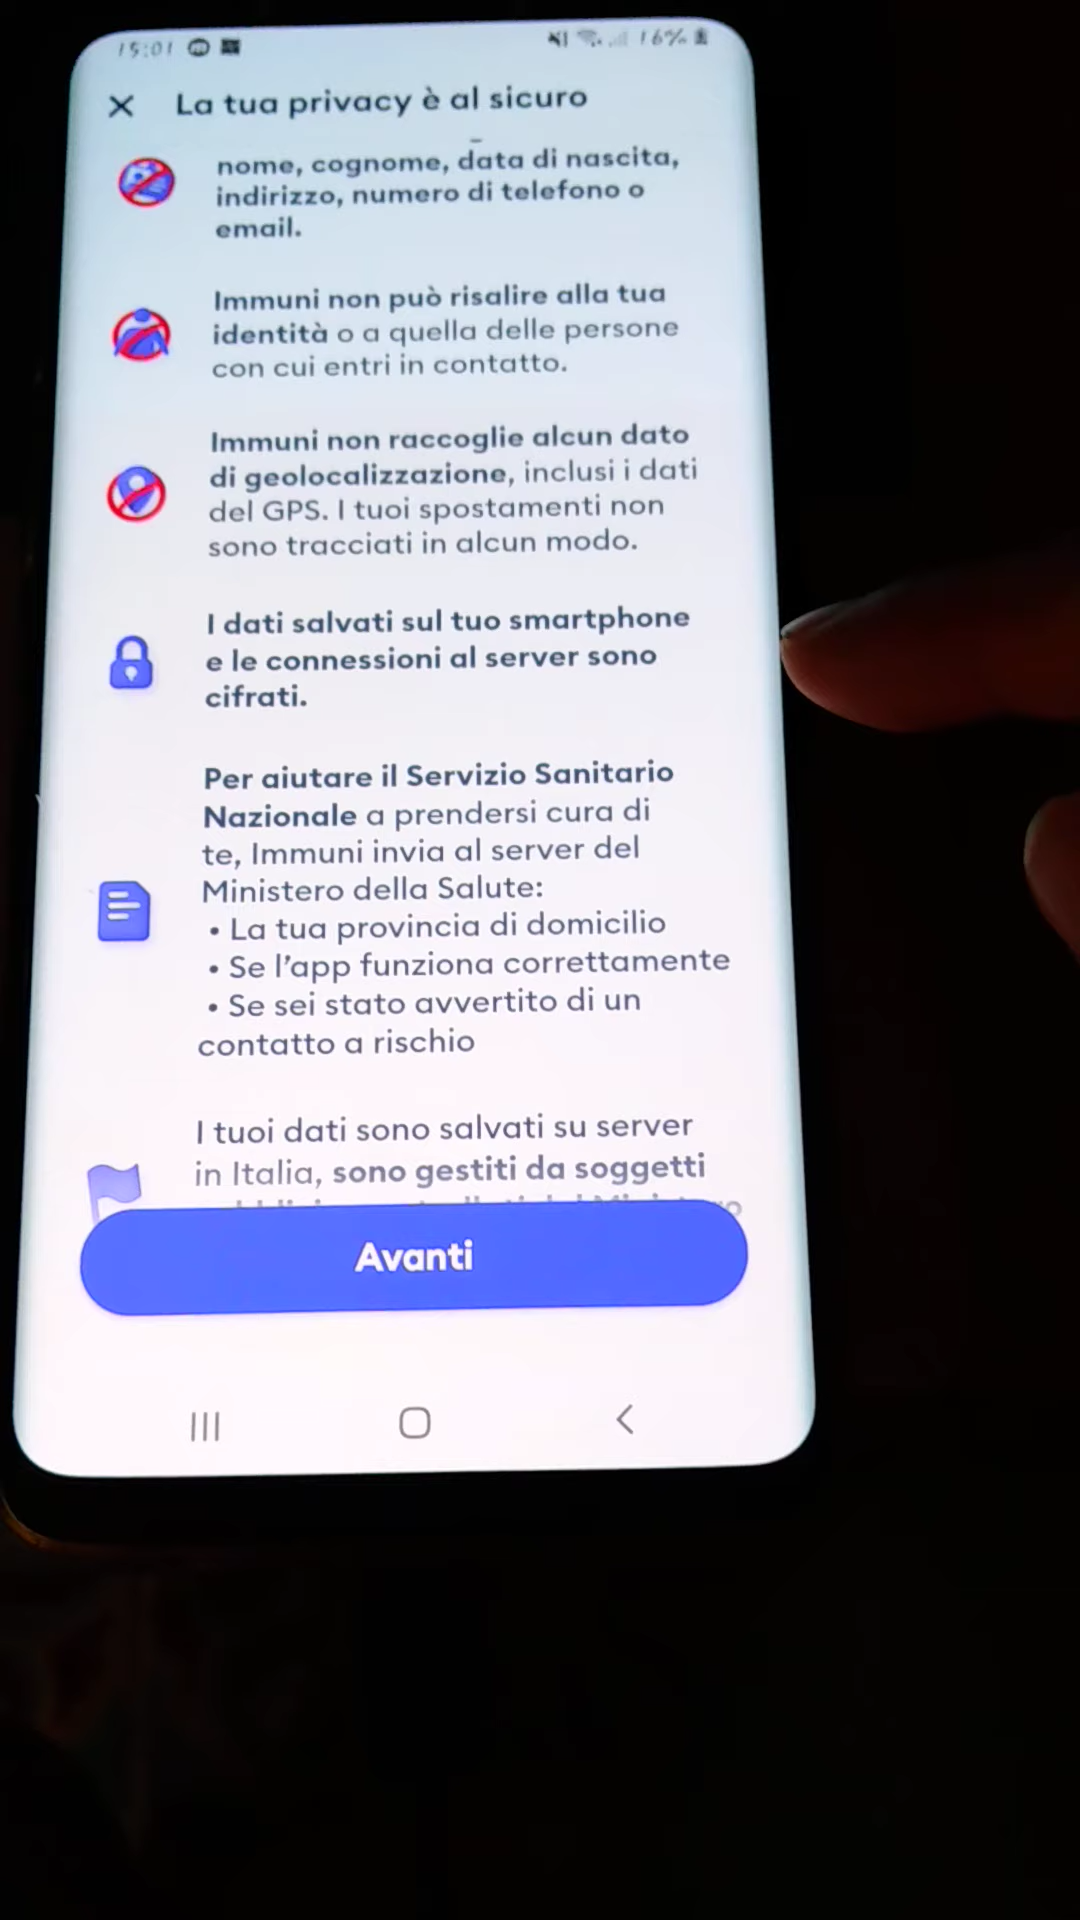 15:01
16%
La tua privacy è al sicuro
nome, cognome, data di nascita,
indirizzo, numero di telefono o
email.
Immuni non può risalire alla tua
identità o a quella delle persone
con cui entri in contatto.
Immuni non raccoglie alcun dato
di geolocalizzazione, inclusi i dati
del GPS. I tuoi spostamenti non
sono tracciati in alcun modo.
I dati salvati sul tuo smartphone
e le connessioni al server sono
cifrati.
Per aiutare il Servizio Sanitario
Nazionale a prendersi cura di
te, Immuni invia al server del
Ministero della Salute:
• La tua provincia di domicilio
• Se l'app funziona correttamente
• Se sei stato avvertito di un
contatto a rischio
I tuoi dati sono salvati su server
in Italia, sono gestiti da soggetti
Avanti